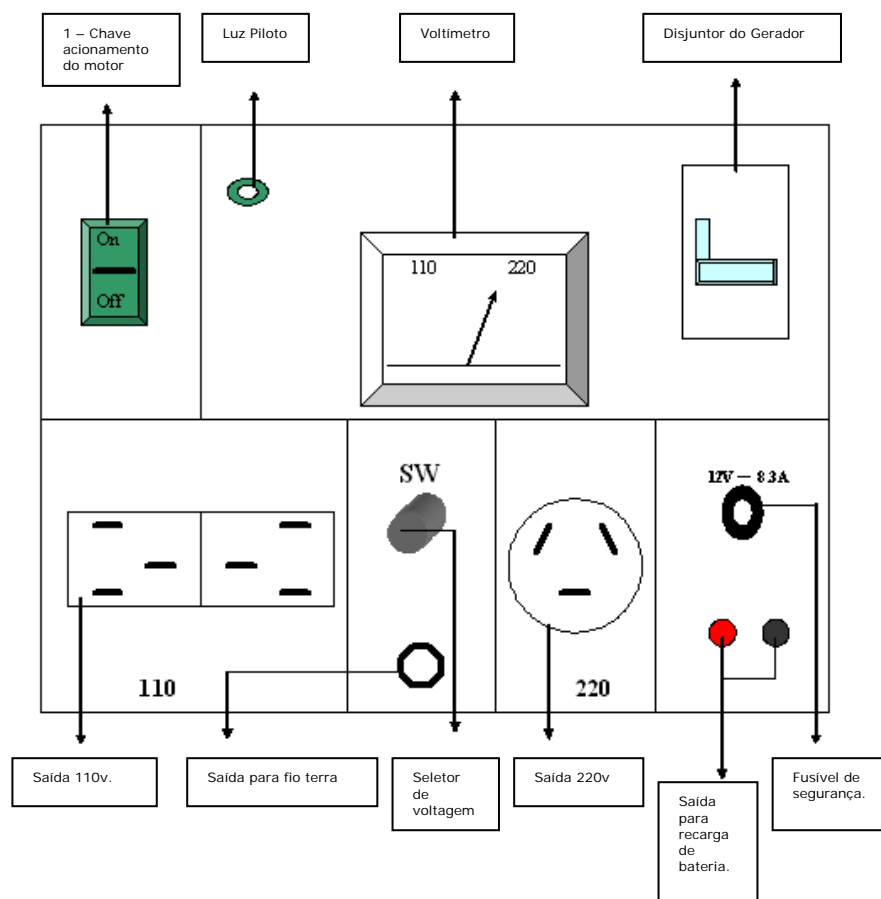 1 – Chave
acionamento
do motor
Luz Piloto
Voltímetro
Disjuntor do Gerador
On
Off
110 220
SW
12V – 8.3A
110
220
Saída 110v.
Saída para fio terra
Seletor
de
voltagem
Saída 220v
Saída
para
recarga
de
bateria.
Fusível de
segurança.